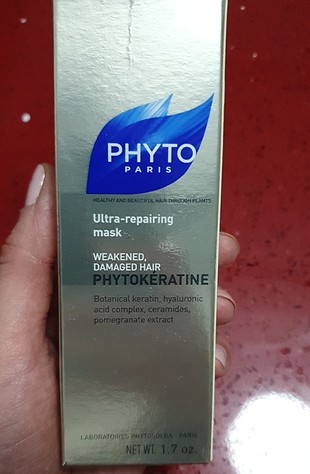 PHYTO
PARIS
HEALTHY AND BEAUTIFUL HAIR THROUGH PLANTS
Ultra-repairing
mask
WEAKENED,
DAMAGED HAIR
PHYTOKERATINE
Botanical keratin, hyaluronic
acid complex, ceramides,
pomegranate extract
LABORATOIRES PHYTOSOLBA - PARIS
NET WT. 1.7 oz.